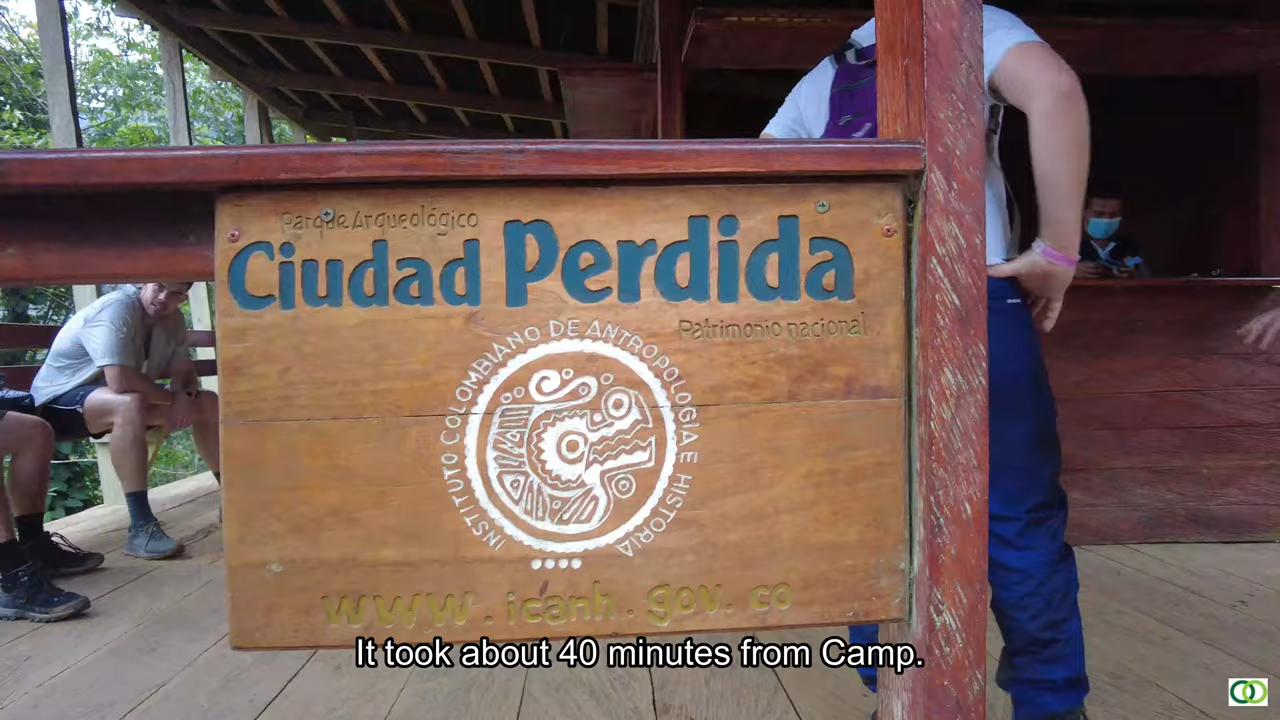 Parque Arqueológico
Ciudad Perdida
Patrimonio nacional
INSTITUTO COLOMBIANO DE ANTROPOLOGIA E HISTORIA
www.icanh.gov.co
It took about 40 minutes from Camp.